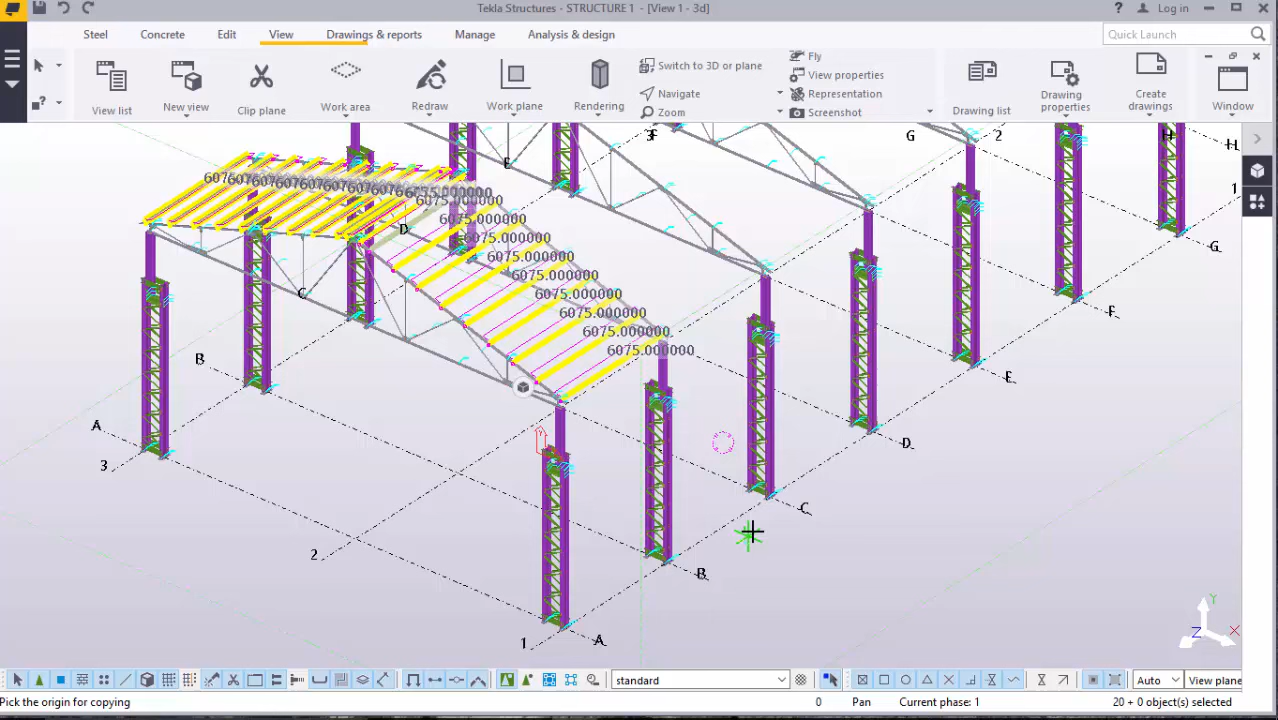 Tekla Structures - STRUCTURE 1 - [View 1 - 3d]
? Log in
Steel Concrete Edit View Drawings & reports Manage Analysis & design Quick Launch
View list New view Clip plane Work area Redraw Work plane Rendering
Switch to 3D or plane
Navigate
Zoom
Fly
View properties
Representation
Screenshot
Drawing list
Drawing properties
Create drawings
Window
F G 2 H H
E 1
G
D
6075.000000
6075.000000
6075.000000
6075.000000
6075.000000
6075.000000
6075.000000
6075.000000
6075.000000
6075.000000
C F
B E
A D
3 C
2 B
1 A
Y
Z X
standard Auto View plane
Pick the origin for copying 0 Pan Current phase: 1 20 + 0 object(s) selected